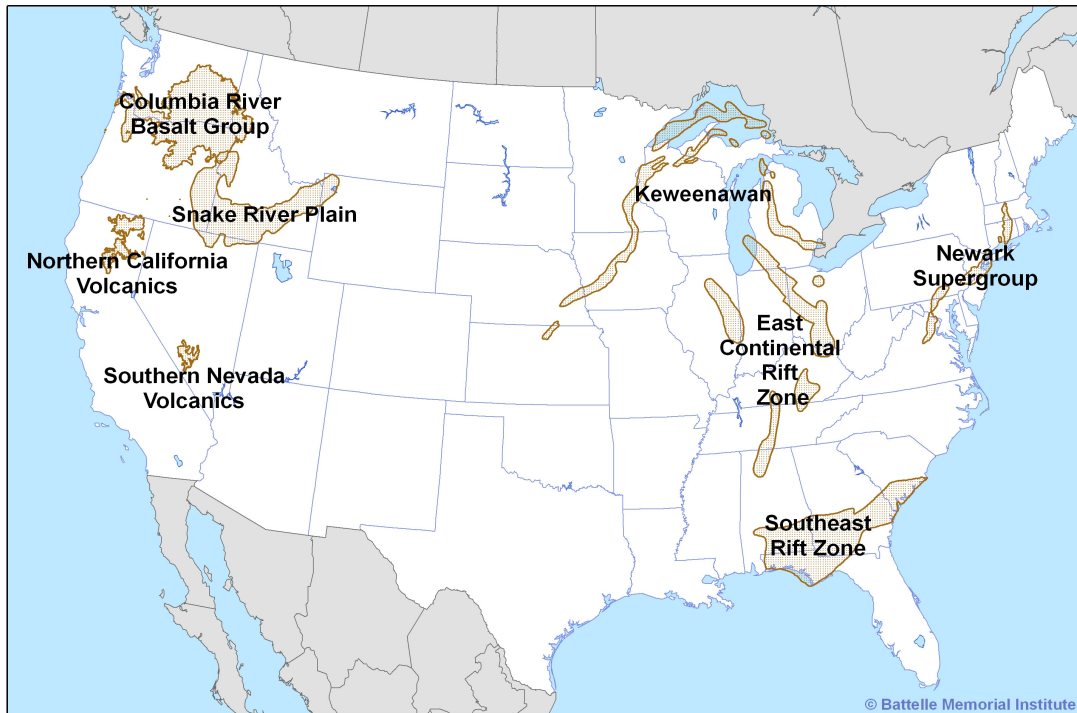 Columbia River
Basalt Group
Snake River Plain
Northern California
Volcanics
Southern Nevada
Volcanics
Keweenawan
East
Continental
Rift
Zone
Newark
Supergroup
Southeast
Rift Zone
© Battelle Memorial Institute